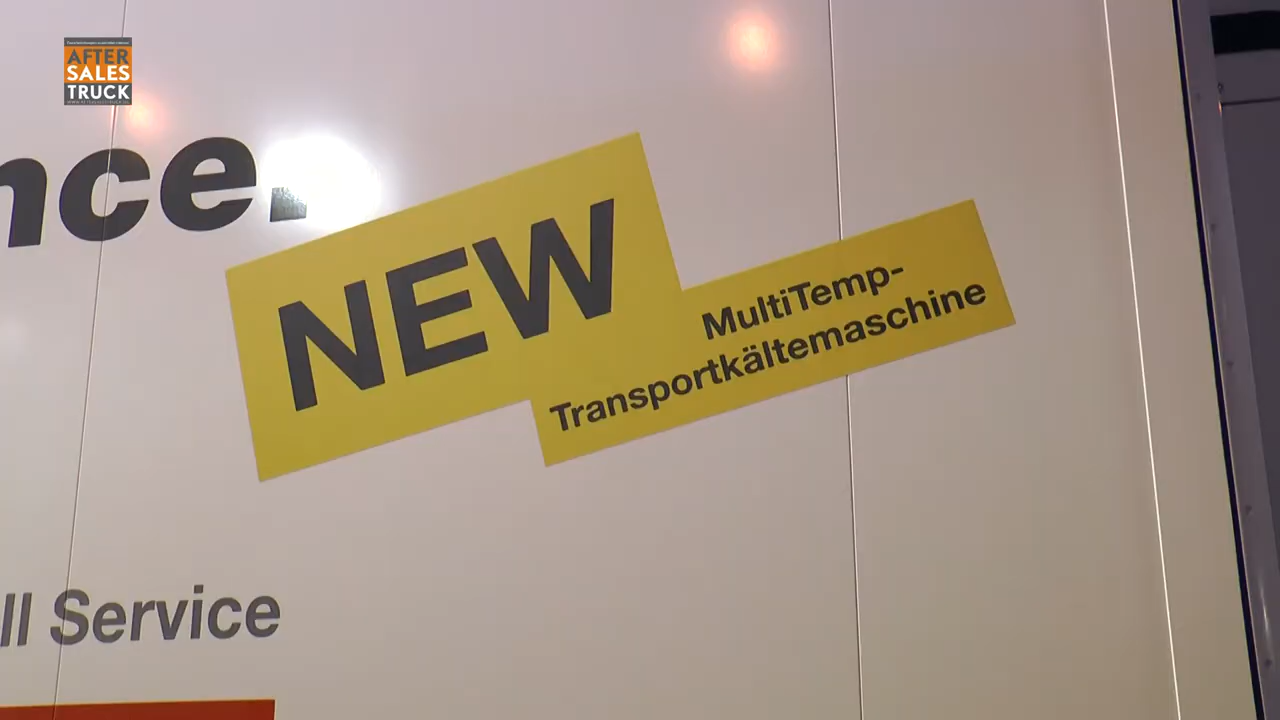 AFTER
SALES
TRUCK
nce.
NEW
MultiTemp-
Transportkältemaschine
ll Service